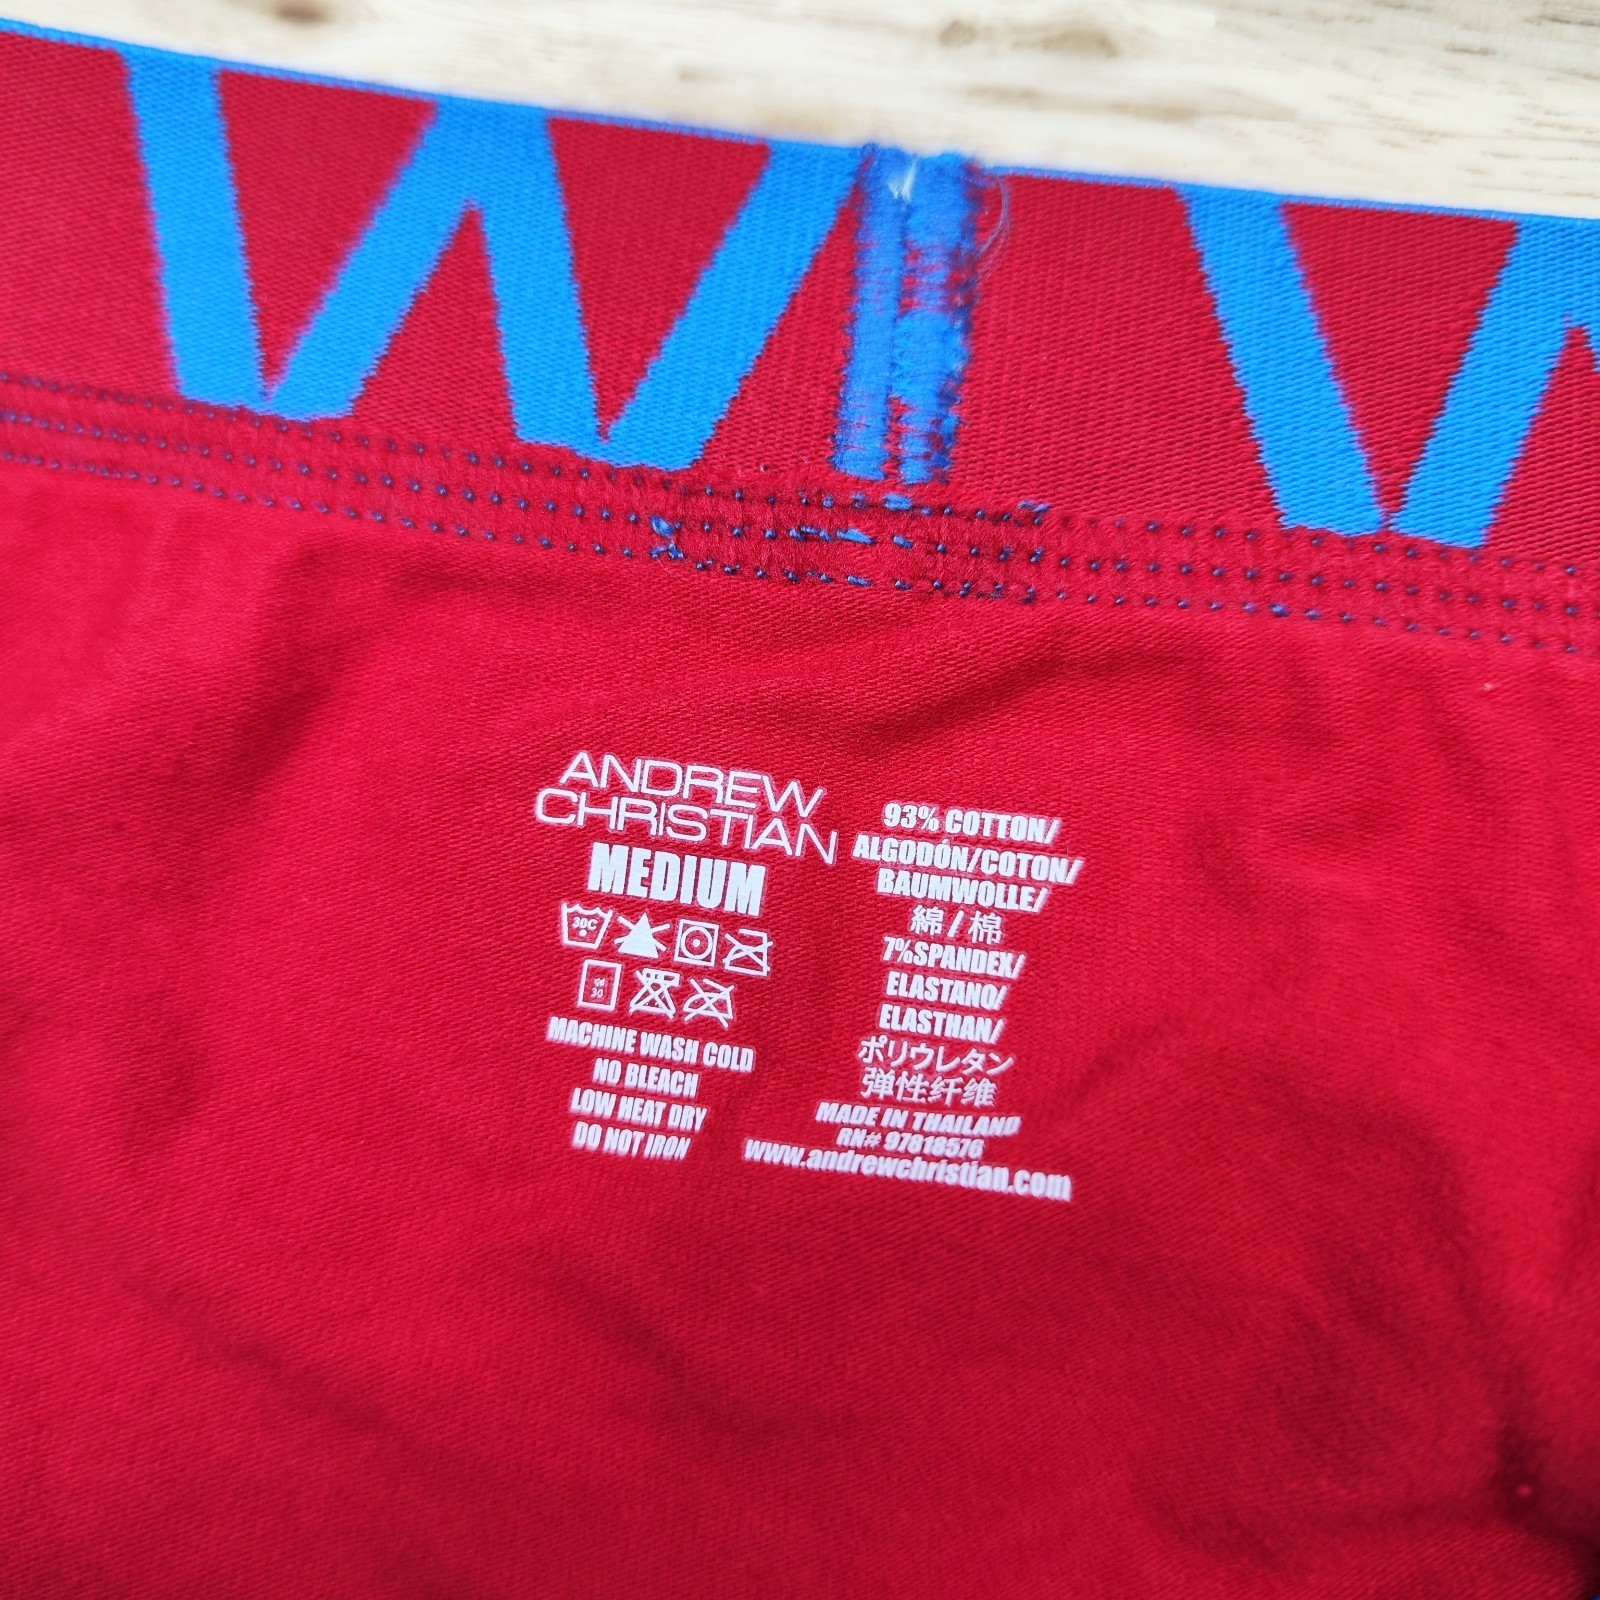 ANDREW
CHRISTIAN
MEDIUM
30C
30
MACHINE WASH COLD
NO BLEACH
LOW HEAT DRY
DO NOT IRON
93% COTTON/
ALGODÓN/COTON/
BAUMWOLLE/
綿/棉
7%SPANDEX/
ELASTANO/
ELASTHAN/
ポリウレタン
弹性纤维
MADE IN THAILAND
RN# 97818576
www.andrewchristian.com